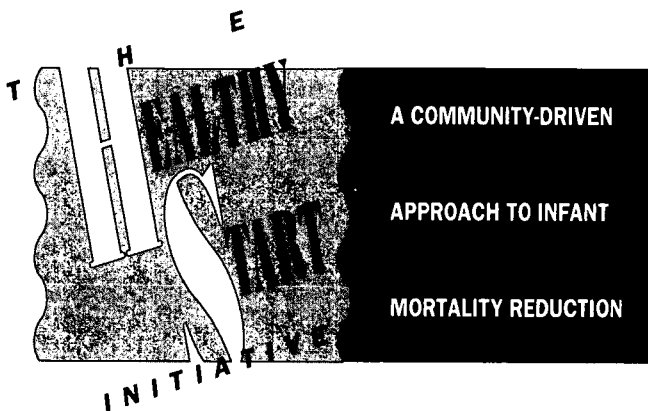 THE
HEALTHY
START
INITIATIVE
A COMMUNITY-DRIVEN
APPROACH TO INFANT
MORTALITY REDUCTION